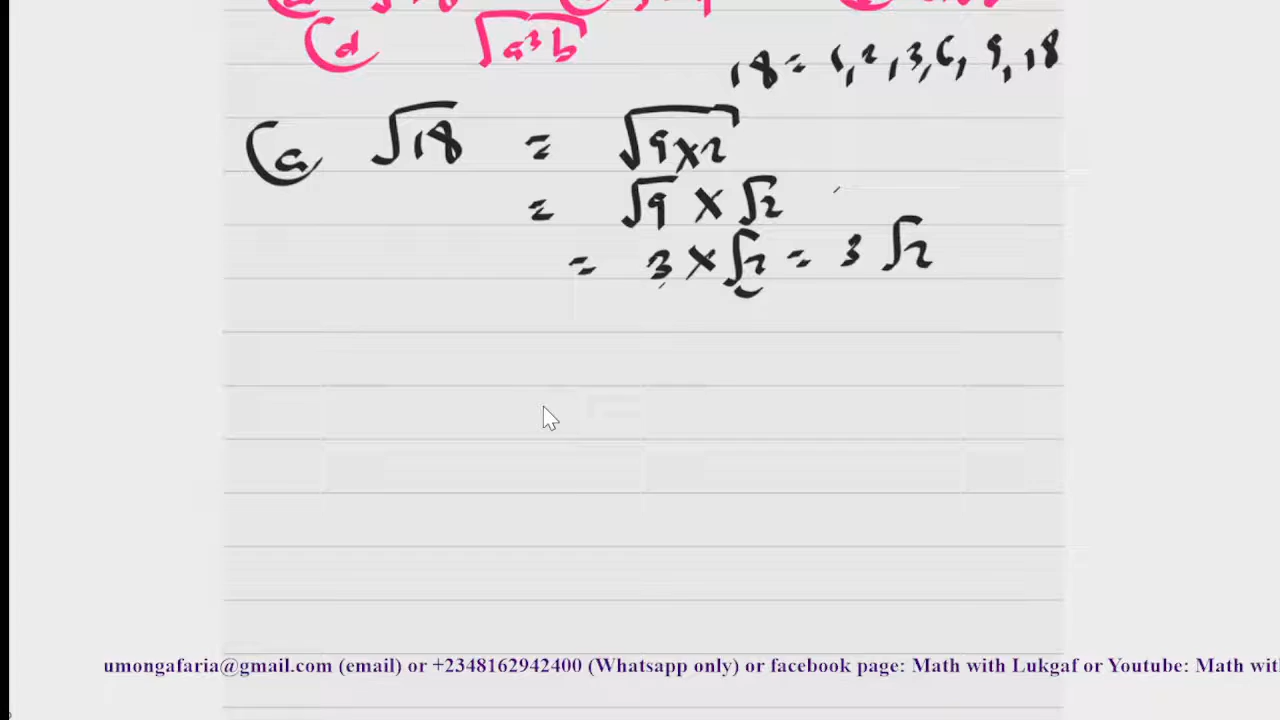 (d √a³b
18 = 1, 2, 3, 6, 9, 18
(a √18 = √9×2
= √9 × √2
= 3 × √2 = 3 √2
umongafaria@gmail.com (email) or +2348162942400 (Whatsapp only) or facebook page: Math with Lukgaf or Youtube: Math wit